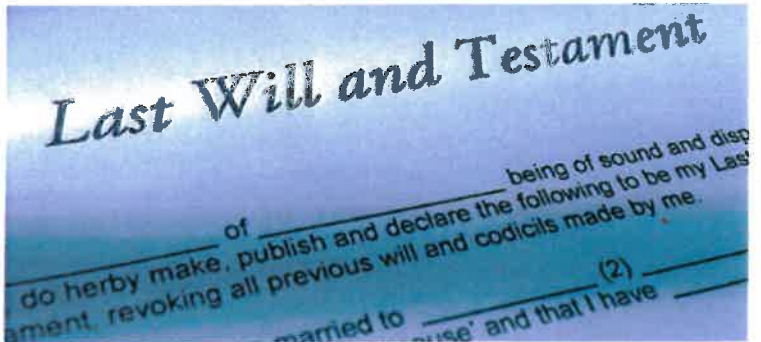 Last Will and Testament
of being of sound and disp
do herby make, publish and declare the following to be my Las
ament, revoking all previous will and codicils made by me.
married to (2)
use' and that I have